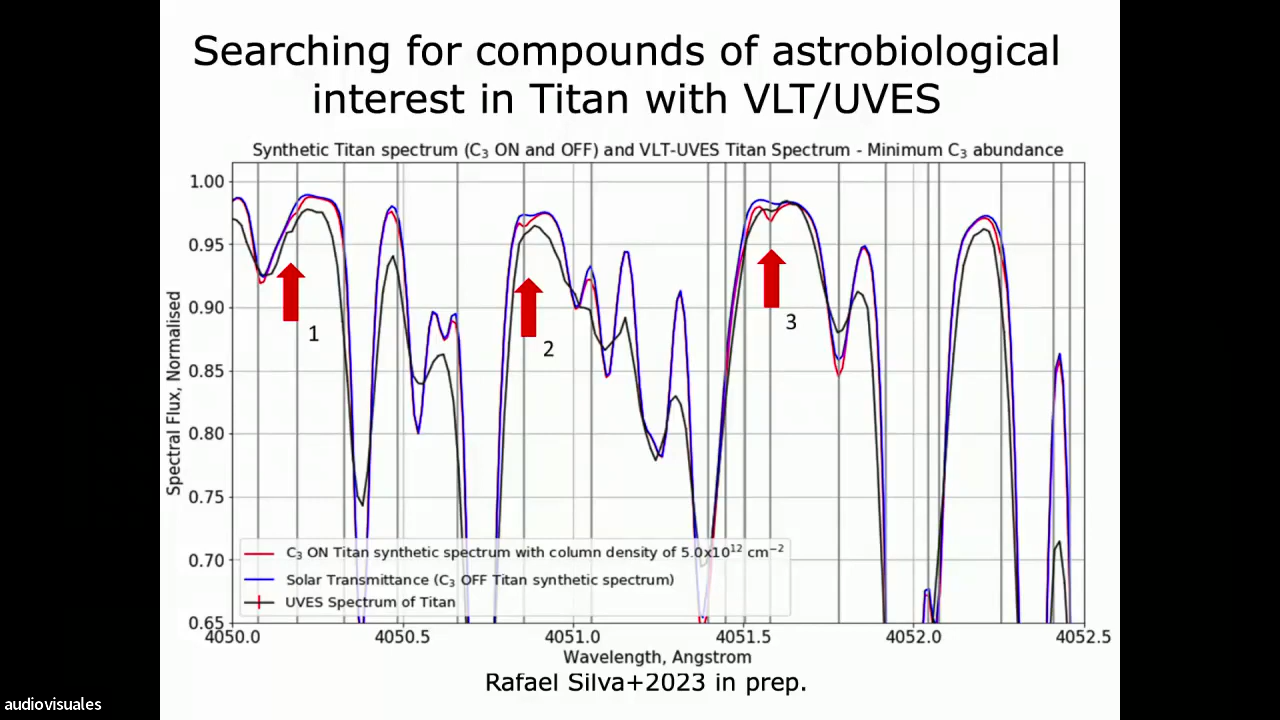 Searching for compounds of astrobiological
interest in Titan with VLT/UVES
Synthetic Titan spectrum (C₃ ON and OFF) and VLT-UVES Titan Spectrum - Minimum C₃ abundance
Spectral Flux, Normalised
1.00
0.95
0.90
0.85
0.80
0.75
0.70
0.65
1
2
3
C₃ ON Titan synthetic spectrum with column density of 5.0x10¹² cm⁻²
Solar Transmittance (C₃ OFF Titan synthetic spectrum)
UVES Spectrum of Titan
4050.0 4050.5 4051.0 4051.5 4052.0 4052.5
Wavelength, Angstrom
Rafael Silva+2023 in prep.
audiovisuales